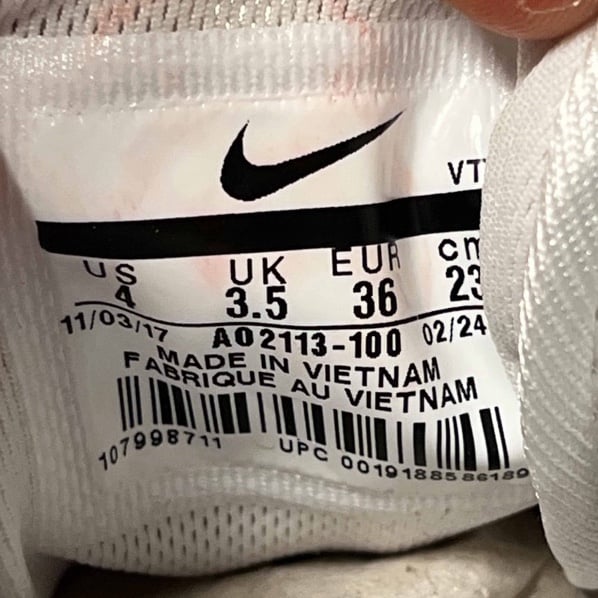 VT
US UK EUR cm
4 3.5 36 23
11/03/17 AO2113-100 02/24
MADE IN VIETNAM
FABRIQUE AU VIETNAM
107998711 UPC 0019188586189